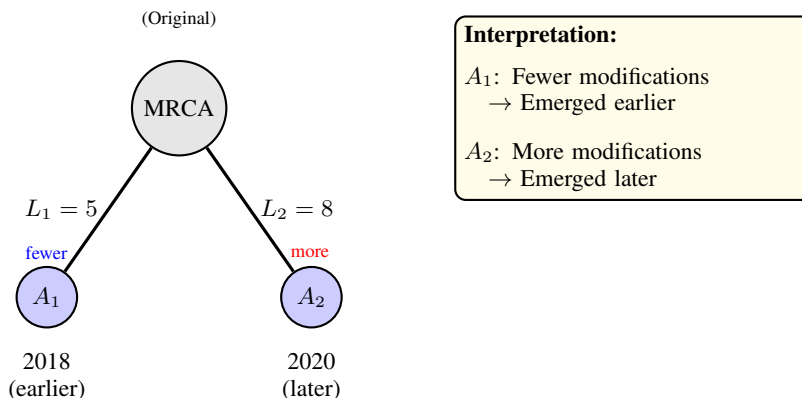 (Original)
MRCA
L₁ = 5
L₂ = 8
fewer
more
A₁
A₂
2018
(earlier)
2020
(later)
Interpretation:
A₁: Fewer modifications
→ Emerged earlier
A₂: More modifications
→ Emerged later